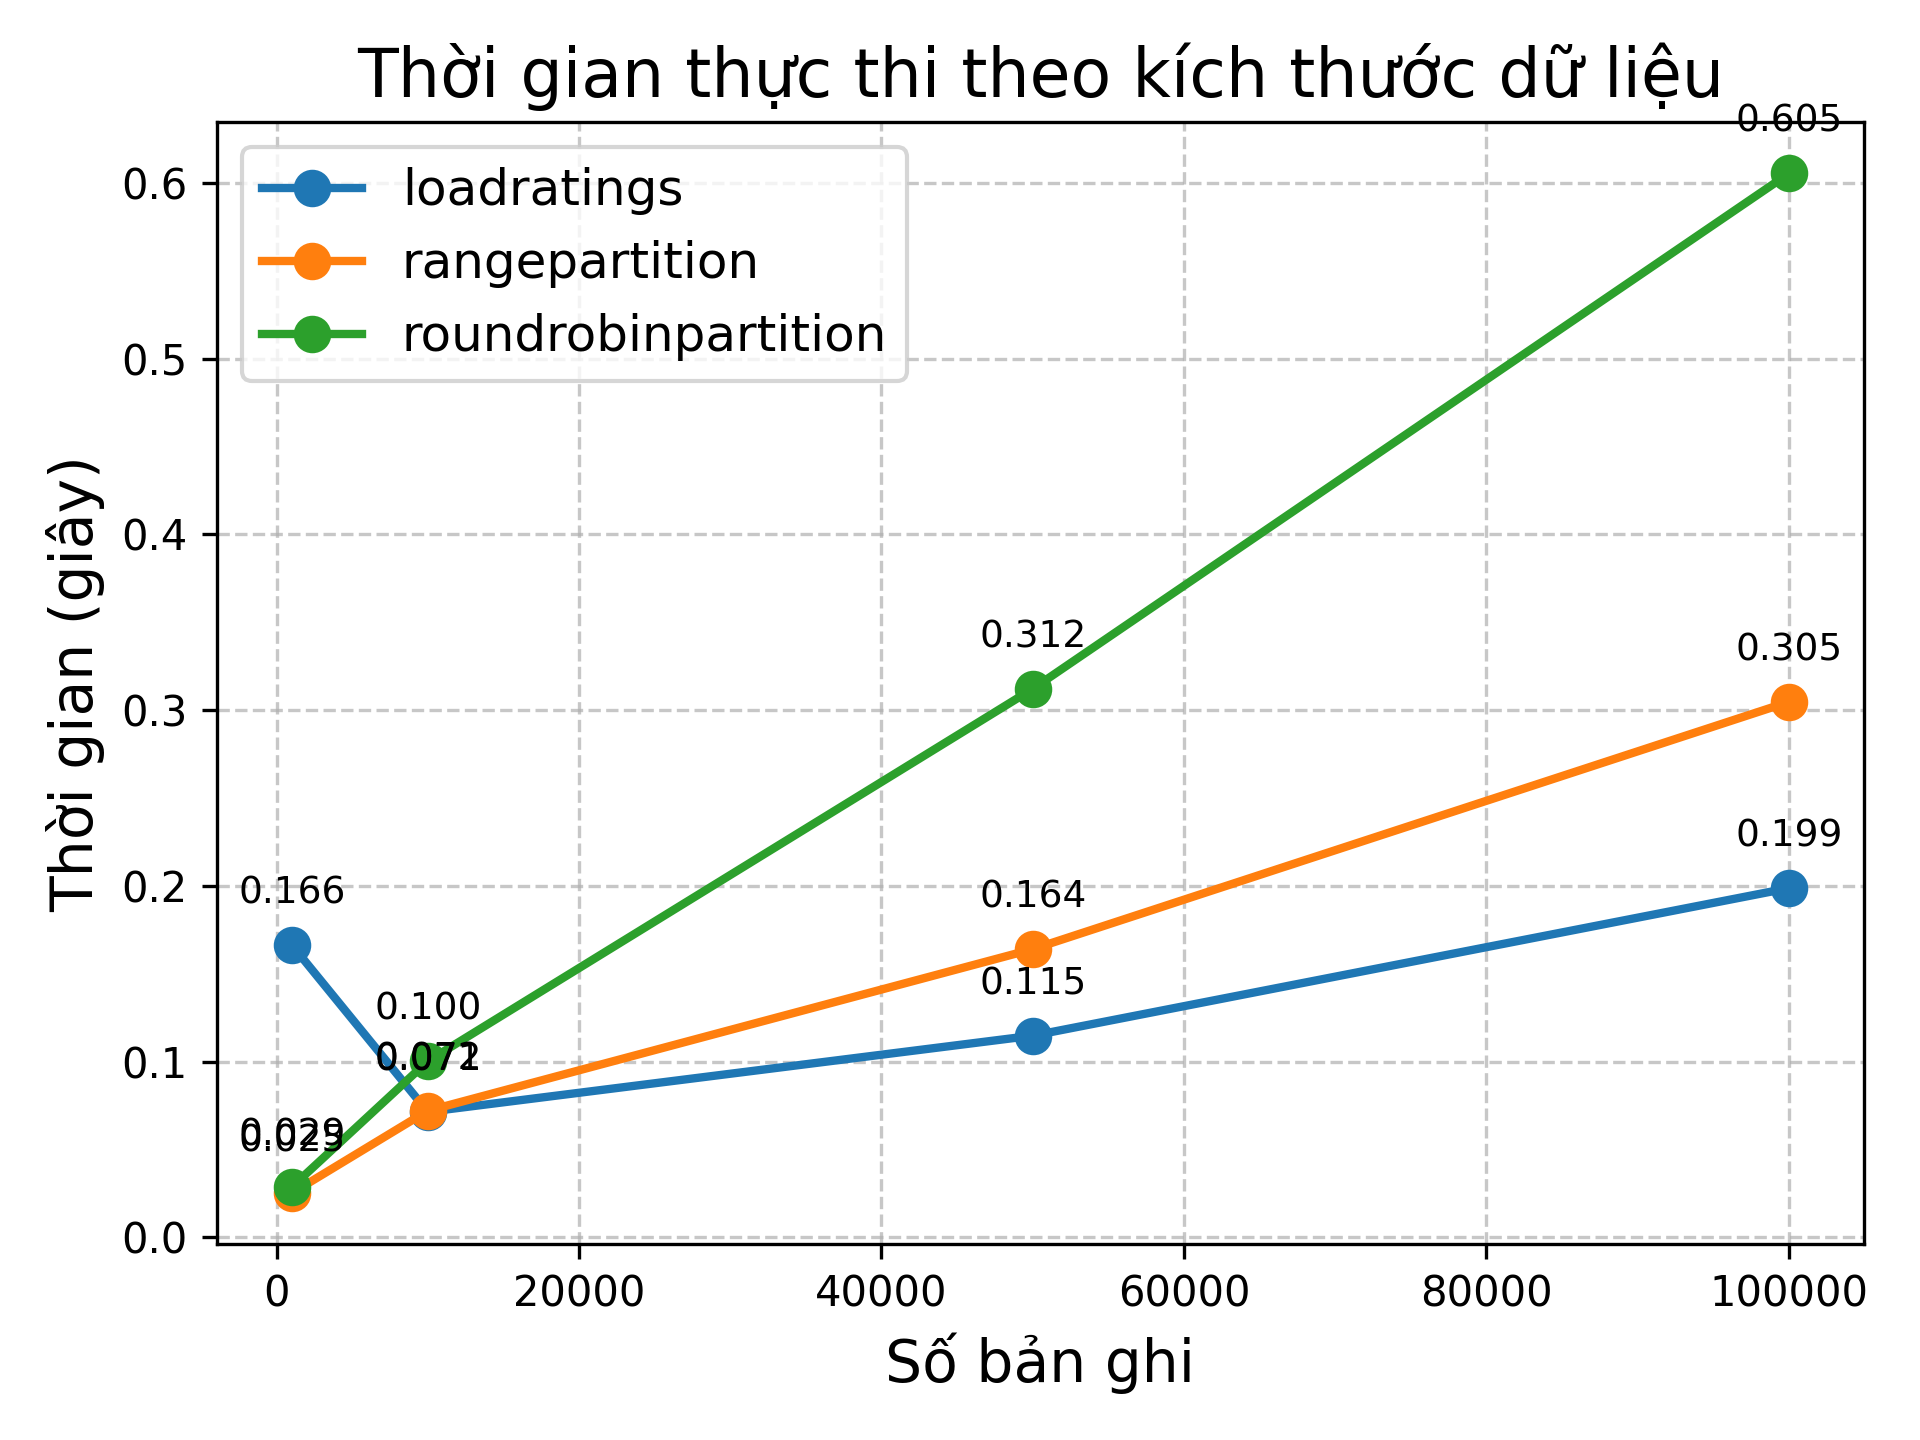 Thời gian thực thi theo kích thước dữ liệu
0.605
loadratings
rangepartition
roundrobinpartition
0.6
0.5
0.4
0.3
0.2
0.1
0.0
Thời gian (giây)
0.312
0.305
0.199
0.166
0.164
0.115
0.100
0.029
0 20000 40000 60000 80000 100000
Số bản ghi